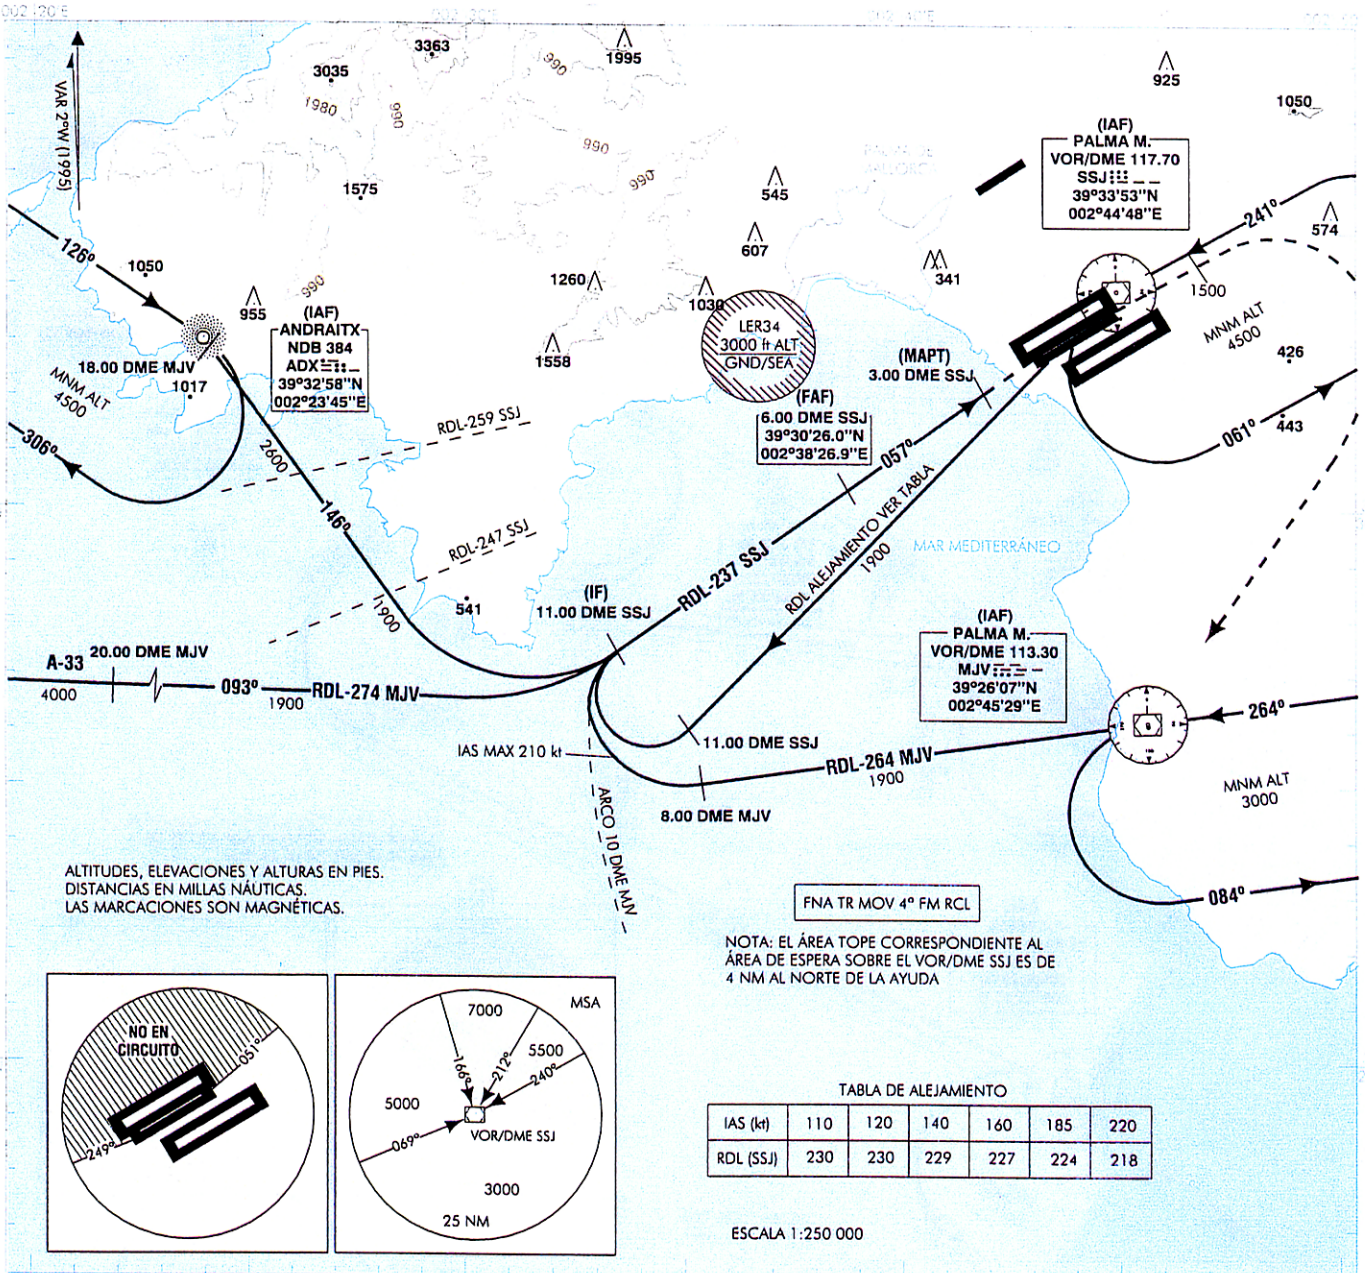 002°20'E
002°30'E
002°40'E
VAR 2°W (1995)
3363
3035
1980
990
990
990
990
990
1995
925
1050
1575
545
607
341
574
1050
955
1260
1030
1558
1017
541
426
443
PALMA DE
MALLORCA
(IAF)
PALMA M.
VOR/DME 117.70
SSJ
39°33'53"N
002°44'48"E
241°
1500
MNM ALT
4500
061°
126°
306°
MNM ALT
4500
18.00 DME MJV
(IAF)
ANDRAITX
NDB 384
ADX
39°32'58"N
002°23'45"E
LER34
3000 ft ALT
GND/SEA
(MAPT)
3.00 DME SSJ
(FAF)
6.00 DME SSJ
39°30'26.0"N
002°38'26.9"E
057°
RDL-259 SSJ
2600
146°
RDL-247 SSJ
1900
RDL-237 SSJ
RDL ALEJAMIENTO VER TABLA
1900
MAR MEDITERRÁNEO
(IF)
11.00 DME SSJ
A-33
4000
20.00 DME MJV
093°
RDL-274 MJV
1900
(IAF)
PALMA M.
VOR/DME 113.30
MJV
39°26'07"N
002°45'29"E
264°
IAS MAX 210 kt
11.00 DME SSJ
RDL-264 MJV
1900
8.00 DME MJV
MNM ALT
3000
084°
ARCO 10 DME MJV
ALTITUDES, ELEVACIONES Y ALTURAS EN PIES.
DISTANCIAS EN MILLAS NÁUTICAS.
LAS MARCACIONES SON MAGNÉTICAS.
FNA TR MOV 4º FM RCL
NOTA: EL ÁREA TOPE CORRESPONDIENTE AL
ÁREA DE ESPERA SOBRE EL VOR/DME SSJ ES DE
4 NM AL NORTE DE LA AYUDA
NO EN
CIRCUITO
051°
249°
MSA
7000
5500
5000
3000
166°
212°
240°
069°
VOR/DME SSJ
25 NM
TABLA DE ALEJAMIENTO
IAS (kt) 110 120 140 160 185 220
RDL (SSJ) 230 230 229 227 224 218
ESCALA 1:250 000